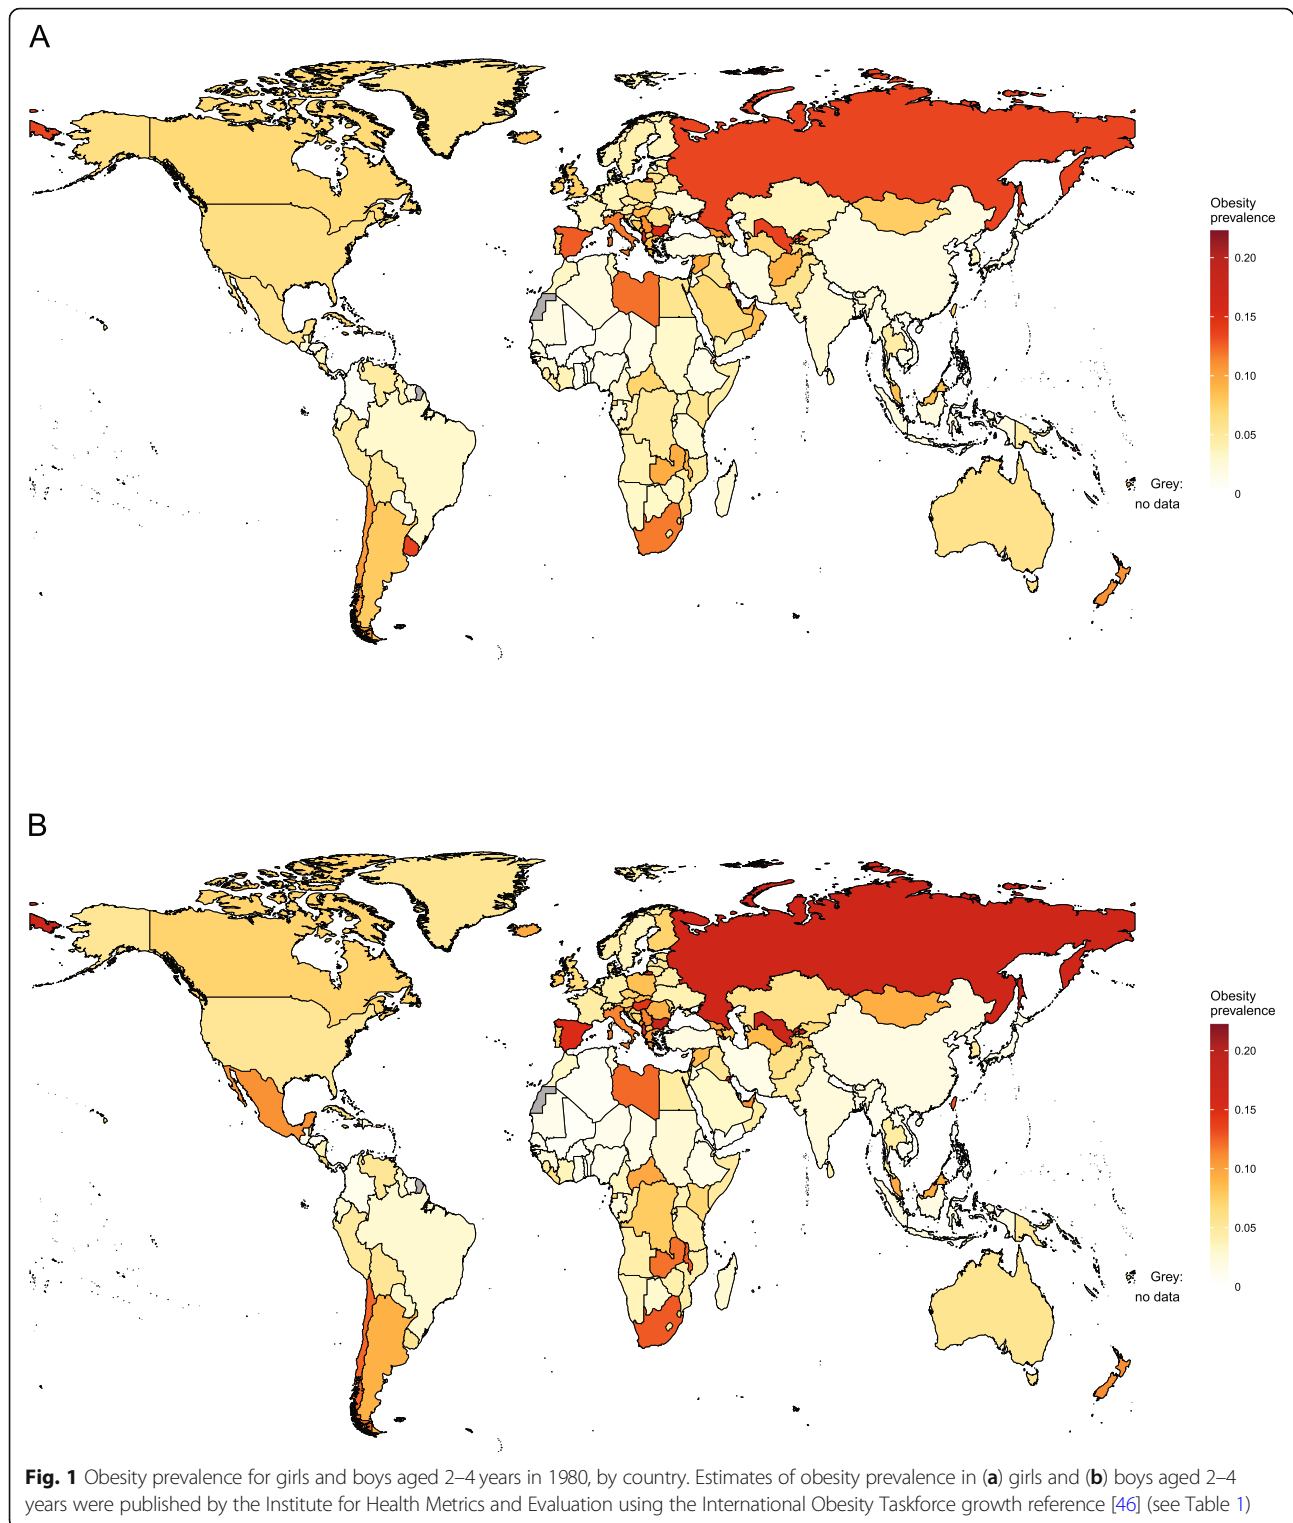 A
Obesity
prevalence
0.20
0.15
0.10
0.05
Grey:
no data
0
B
Obesity
prevalence
0.20
0.15
0.10
0.05
Grey:
no data
0
Fig. 1 Obesity prevalence for girls and boys aged 2–4 years in 1980, by country. Estimates of obesity prevalence in (a) girls and (b) boys aged 2–4
years were published by the Institute for Health Metrics and Evaluation using the International Obesity Taskforce growth reference [46] (see Table 1)